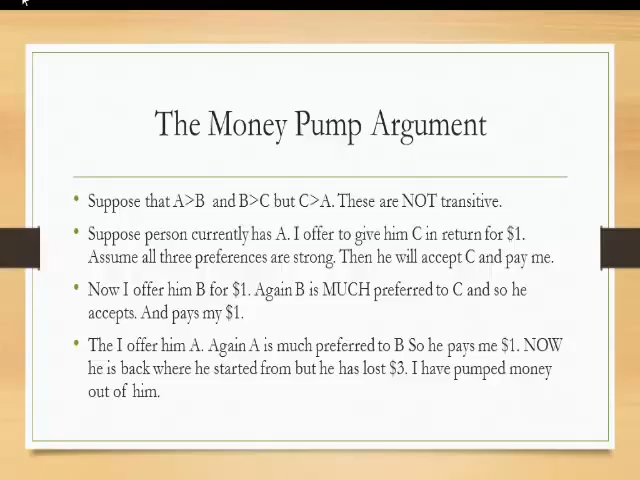 The Money Pump Argument
• Suppose that A>B and B>C but C>A. These are NOT transitive.
• Suppose person currently has A. I offer to give him C in return for $1.
Assume all three preferences are strong. Then he will accept C and pay me.
• Now I offer him B for $1. Again B is MUCH preferred to C and so he
accepts. And pays my $1.
• The I offer him A. Again A is much preferred to B So he pays me $1. NOW
he is back where he started from but he has lost $3. I have pumped money
out of him.